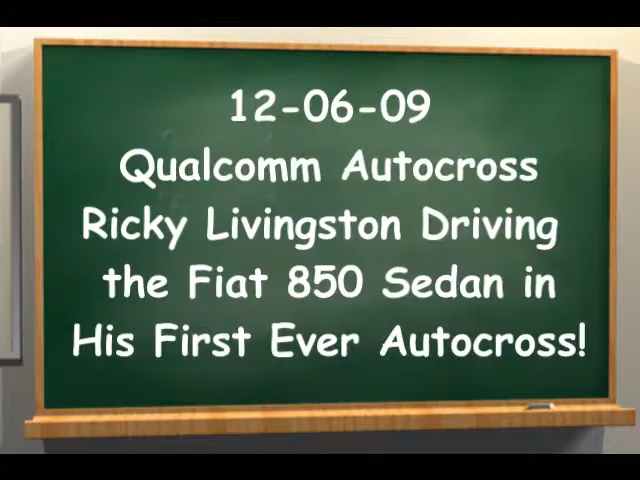 12-06-09
Qualcomm Autocross
Ricky Livingston Driving
the Fiat 850 Sedan in
His First Ever Autocross!